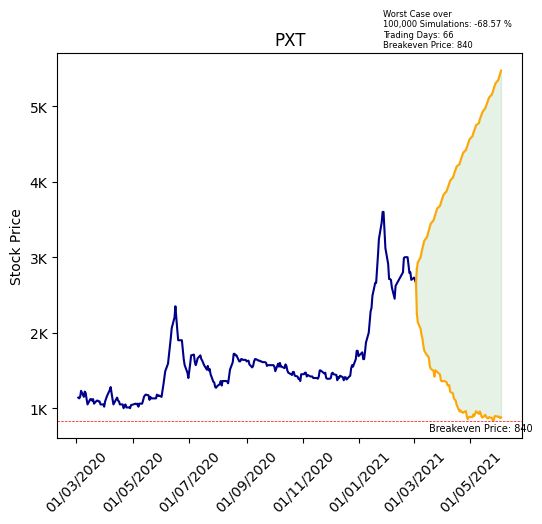 Worst Case over
100,000 Simulations: -68.57 %
Trading Days: 66
Breakeven Price: 840
PXT
5K
4K
3K
2K
1K
Stock Price
Breakeven Price: 840
01/03/2020
01/05/2020
01/07/2020
01/09/2020
01/11/2020
01/01/2021
01/03/2021
01/05/2021